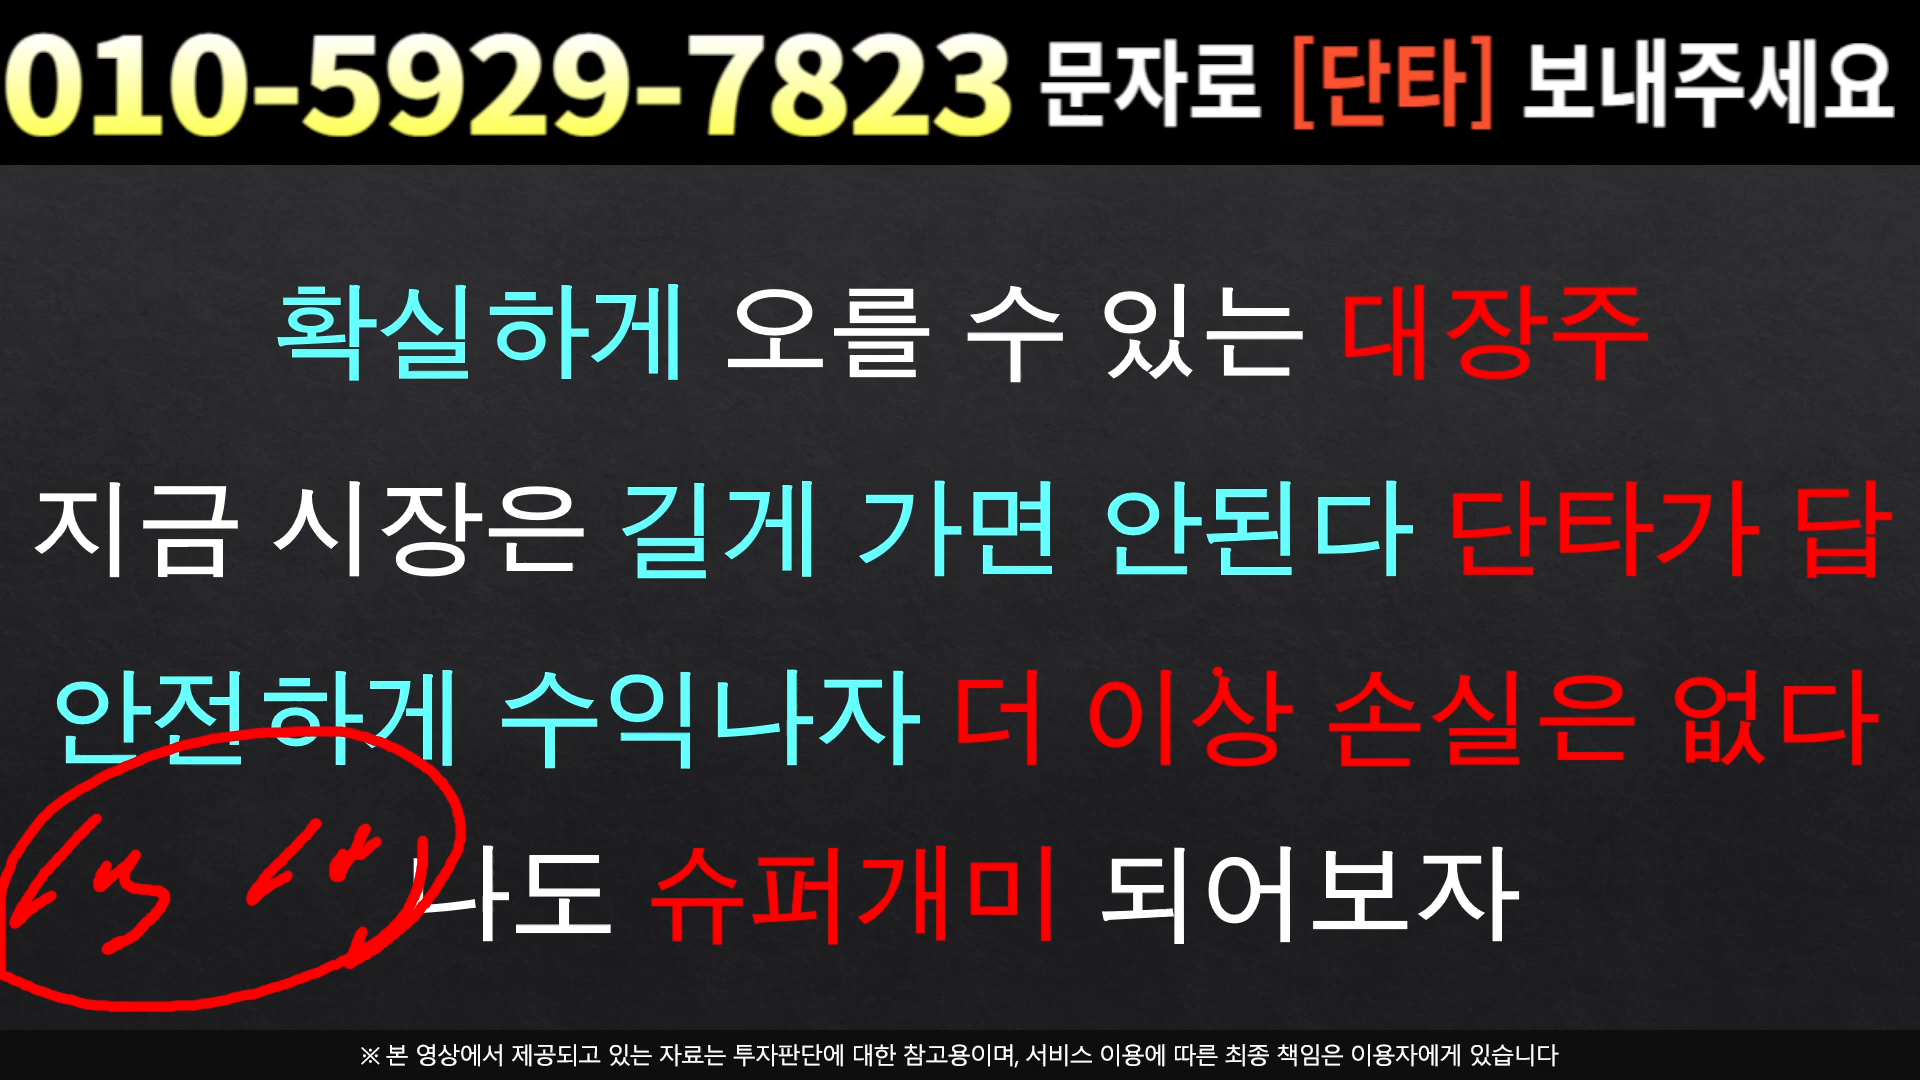 010-5929-7823 문자로 [단타] 보내주세요
확실하게 오를 수 있는 대장주
지금 시장은 길게 가면 안된다 단타가 답
안전하게 수익나자 더 이상 손실은 없다
나도 슈퍼개미 되어보자
※ 본 영상에서 제공되고 있는 자료는 투자판단에 대한 참고용이며, 서비스 이용에 따른 최종 책임은 이용자에게 있습니다